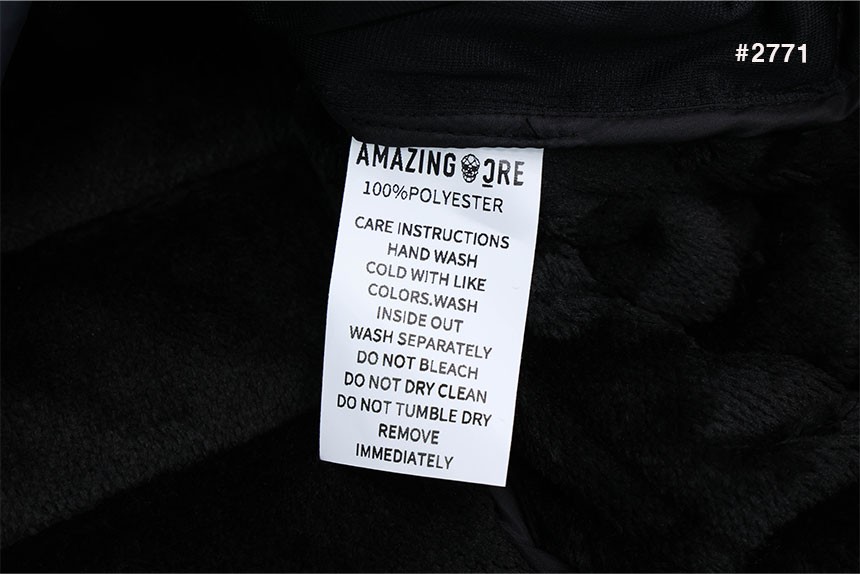 #2771
AMAZING CORE
100%POLYESTER
CARE INSTRUCTIONS
HAND WASH
COLD WITH LIKE
COLORS.WASH
INSIDE OUT
WASH SEPARATELY
DO NOT BLEACH
DO NOT DRY CLEAN
DO NOT TUMBLE DRY
REMOVE
IMMEDIATELY